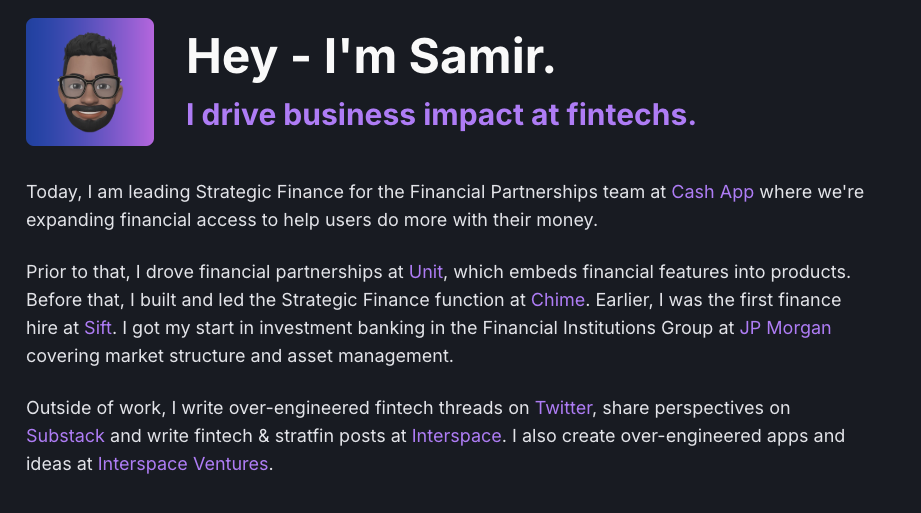 Hey - I'm Samir.
I drive business impact at fintechs.
Today, I am leading Strategic Finance for the Financial Partnerships team at Cash App where we're
expanding financial access to help users do more with their money.
Prior to that, I drove financial partnerships at Unit, which embeds financial features into products.
Before that, I built and led the Strategic Finance function at Chime. Earlier, I was the first finance
hire at Sift. I got my start in investment banking in the Financial Institutions Group at JP Morgan
covering market structure and asset management.
Outside of work, I write over-engineered fintech threads on Twitter, share perspectives on
Substack and write fintech & stratfin posts at Interspace. I also create over-engineered apps and
ideas at Interspace Ventures.